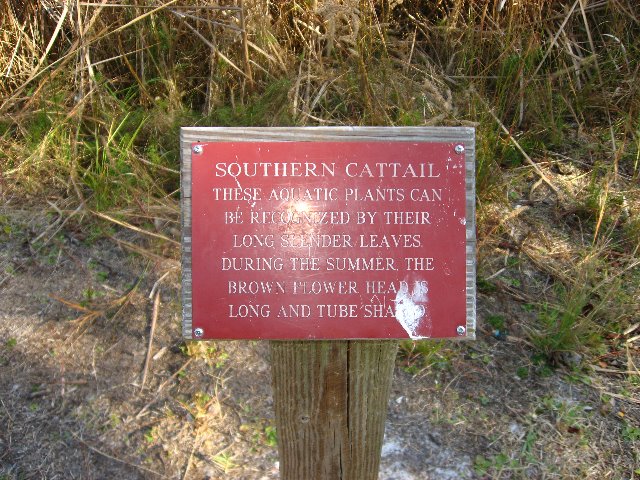 SOUTHERN CATTAIL
THESE AQUATIC PLANTS CAN
BE RECOGNIZED BY THEIR
LONG SLENDER LEAVES.
DURING THE SUMMER, THE
BROWN FLOWER HEAD IS
LONG AND TUBE SHAPED.